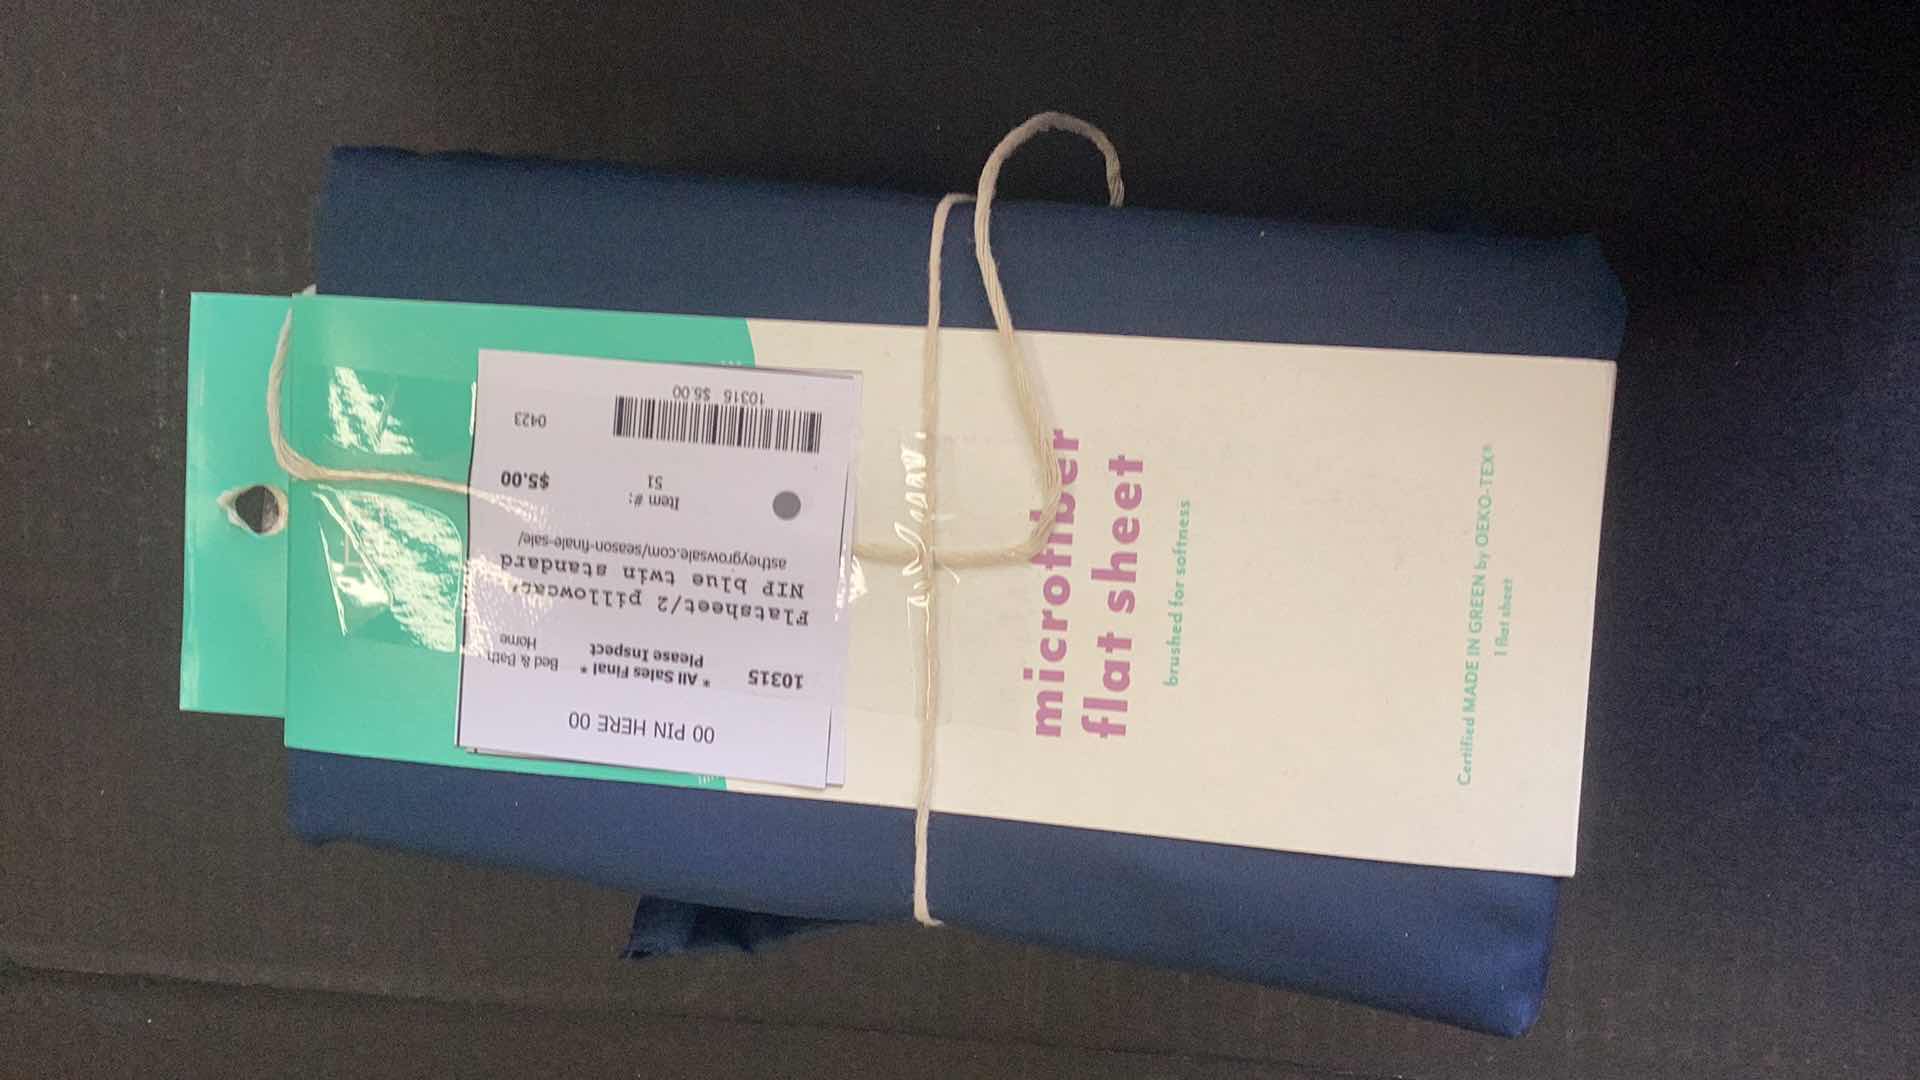 microfiber
flat sheet
brushed for softness
Certified MADE IN GREEN by OEKO-TEX®
1 flat sheet
00 PIN HERE 00
10315 * All Sales Final * Bed & Bath
Please Inspect Home
Flatsheet/2 pillowcas
NIP blue twin standard
astheygrowsale.com/season-finale-sale/
Item #: $5.00
51
0423
10315 $5.00